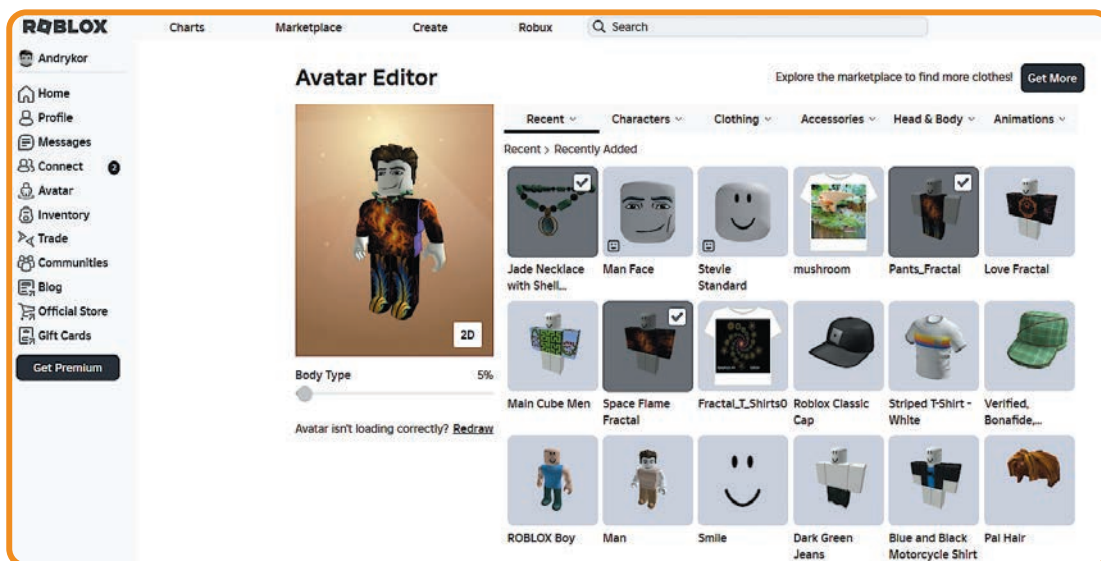 ROBLOX
Charts
Marketplace
Create
Robux
Search
Andrykor
Home
Profile
Messages
Connect
2
Avatar
Inventory
Trade
Communities
Blog
Official Store
Gift Cards
Get Premium
Avatar Editor
Explore the marketplace to find more clothes!
Get More
2D
Body Type
5%
Avatar isn't loading correctly? Redraw
Recent
Characters
Clothing
Accessories
Head & Body
Animations
Recent > Recently Added
Jade Necklace
with Shell...
Man Face
Stevie
Standard
mushroom
Pants_Fractal
Love Fractal
Main Cube Men
Space Flame
Fractal
Fractal_T_Shirts0
Roblox Classic
Cap
Striped T-Shirt -
White
Verified,
Bonafide,...
ROBLOX Boy
Man
Smile
Dark Green
Jeans
Blue and Black
Motorcycle Shirt
Pal Hair